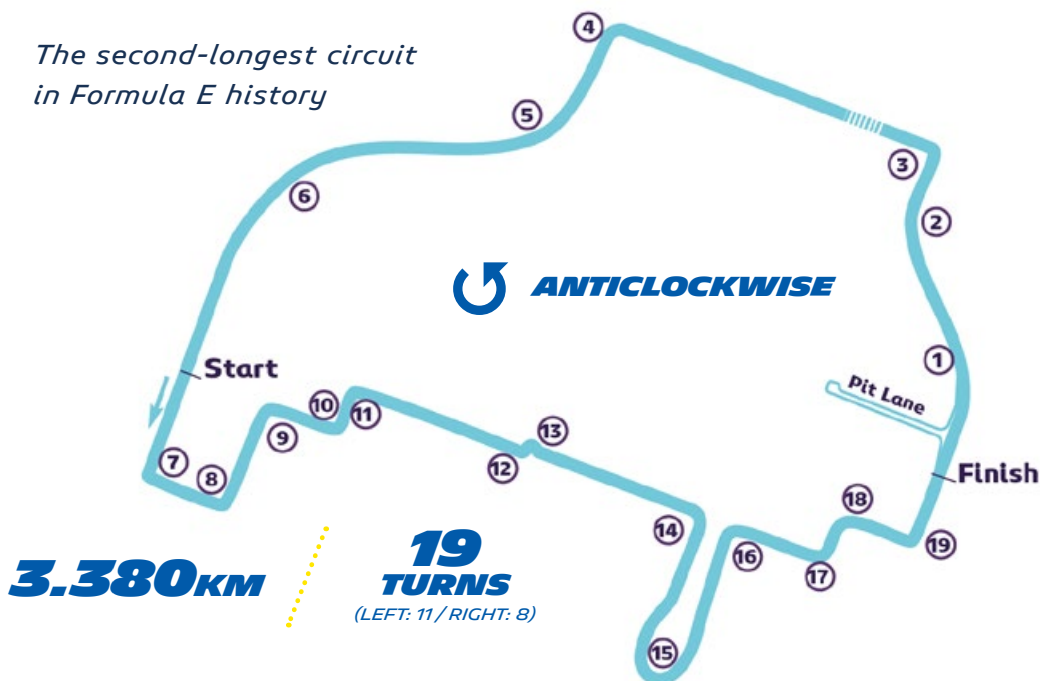 The second-longest circuit
in Formula E history
4
5
3
6
2
ANTICLOCKWISE
1
Start
Pit Lane
10
11
9
13
12
7
8
Finish
18
14
16
19
17
15
3.380KM
19
TURNS
(LEFT: 11 / RIGHT: 8)